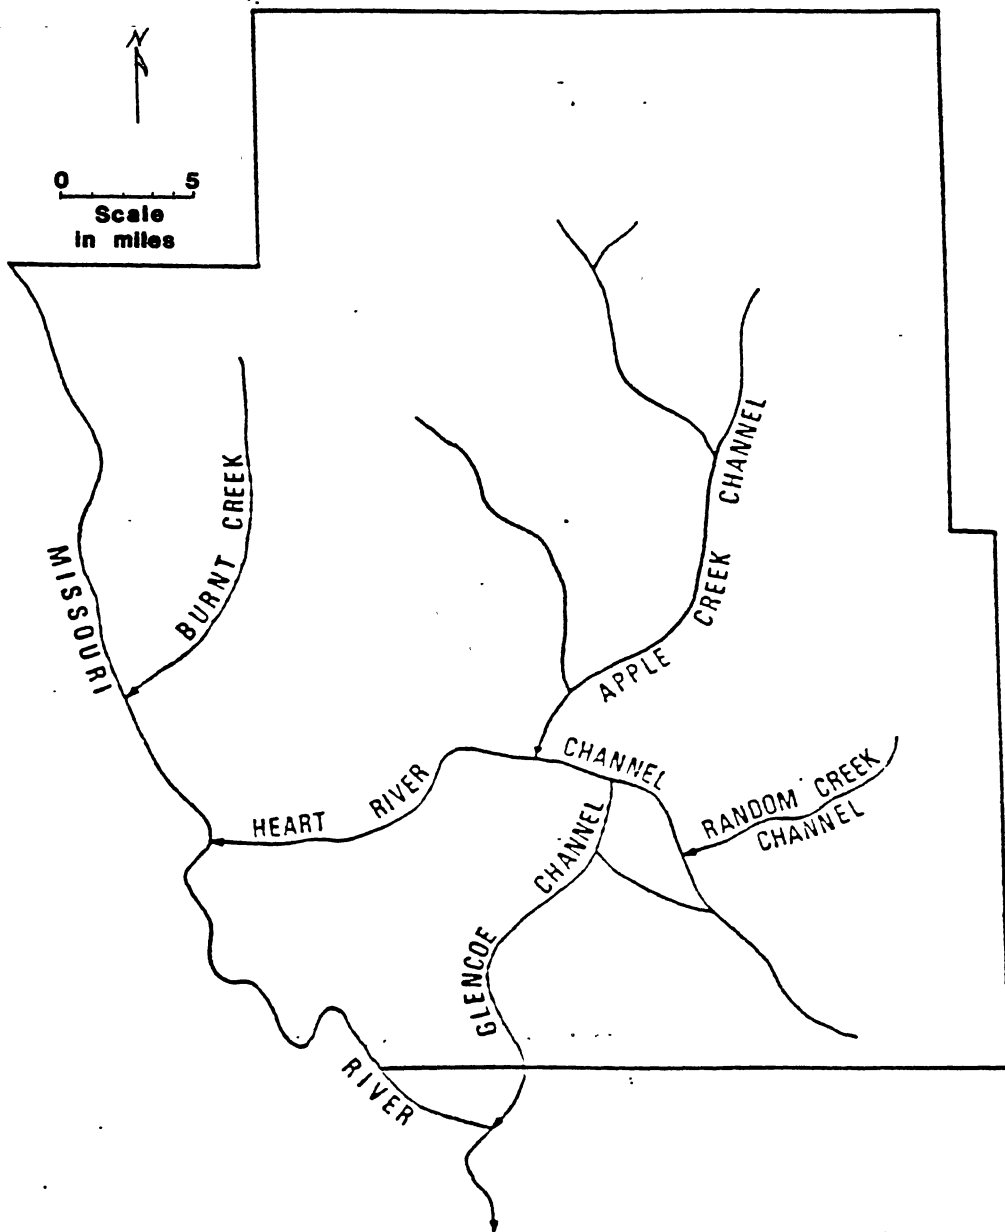 N
0 5
Scale
in miles
MISSOURI
BURNT CREEK
APPLE CREEK CHANNEL
HEART RIVER CHANNEL
RANDOM CREEK
CHANNEL
GLENCOE CHANNEL
RIVER